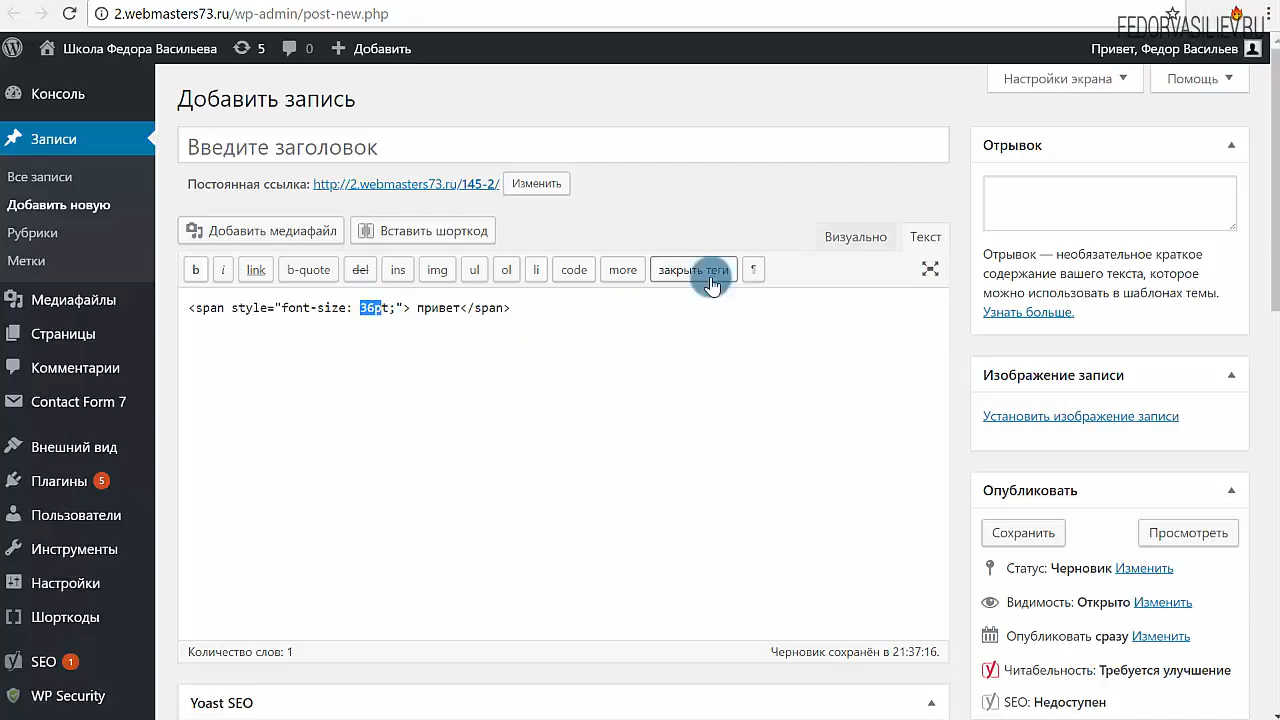 2.webmasters73.ru/wp-admin/post-new.php
FEDORVASILIEV.RU
Школа Федора Васильева 5 0 Добавить Привет, Федор Васильев
Настройки экрана Помощь
Консоль
Записи
Все записи
Добавить новую
Рубрики
Метки
Медиафайлы
Страницы
Комментарии
Contact Form 7
Внешний вид
Плагины 5
Пользователи
Инструменты
Настройки
Шорткоды
SEO 1
WP Security
Добавить запись
Введите заголовок
Постоянная ссылка: http://2.webmasters73.ru/145-2/ Изменить
Добавить медиафайл Вставить шорткод
Визуально Текст
b i link b-quote del ins img ul ol li code more закрыть теги ¶
<span style="font-size: 36pt;"> привет</span>
Количество слов: 1 Черновик сохранён в 21:37:16.
Yoast SEO
Отрывок
Отрывок — необязательное краткое
содержание вашего текста, которое
можно использовать в шаблонах темы.
Узнать больше.
Изображение записи
Установить изображение записи
Опубликовать
Сохранить Просмотреть
Статус: Черновик Изменить
Видимость: Открыто Изменить
Опубликовать сразу Изменить
Читабельность: Требуется улучшение
SEO: Недоступен